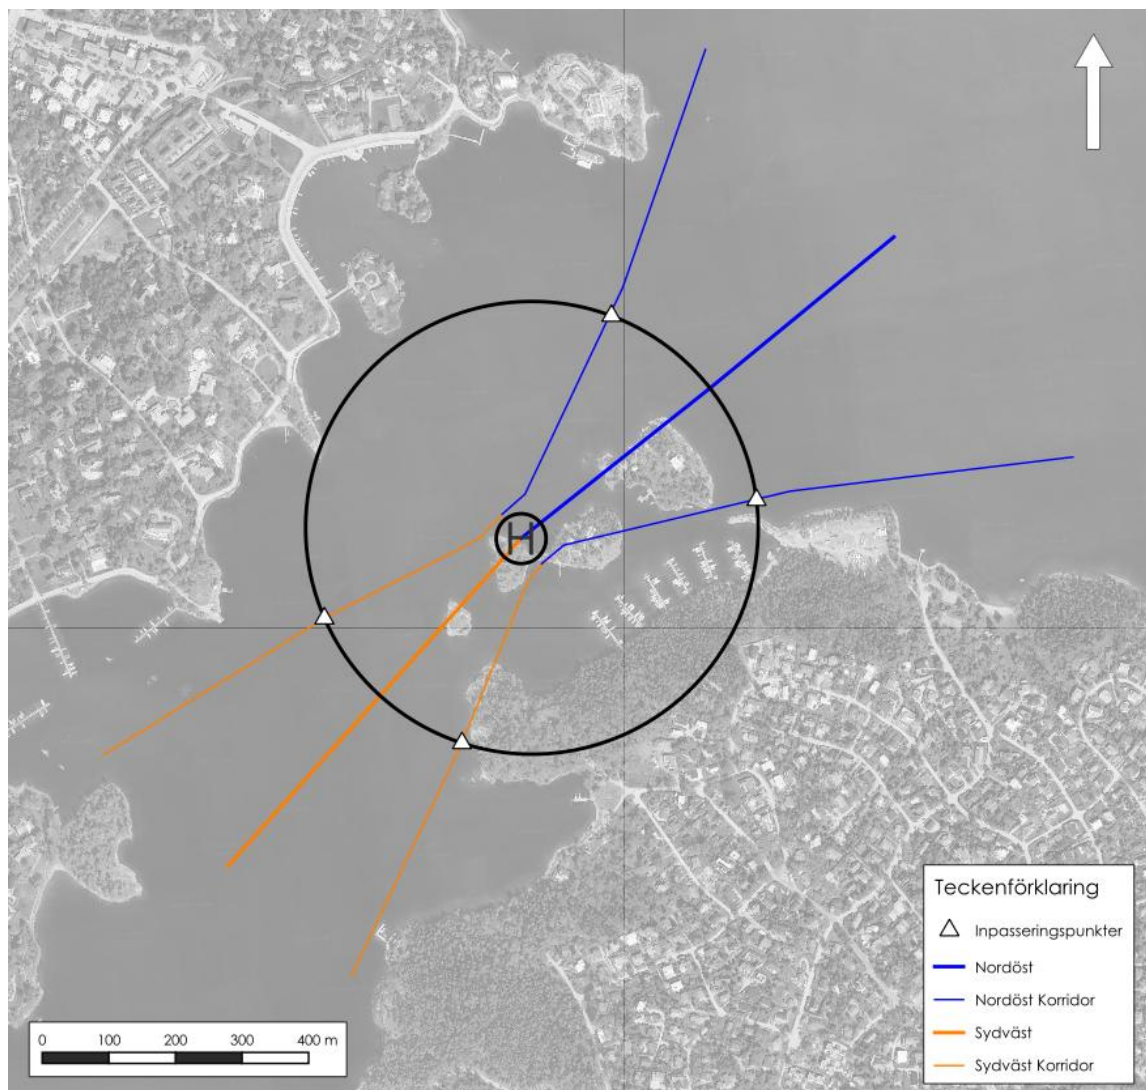 H
Teckenförklaring
Inpasseringspunkter
Nordöst
Nordöst Korridor
Sydväst
Sydväst Korridor
0 100 200 300 400 m